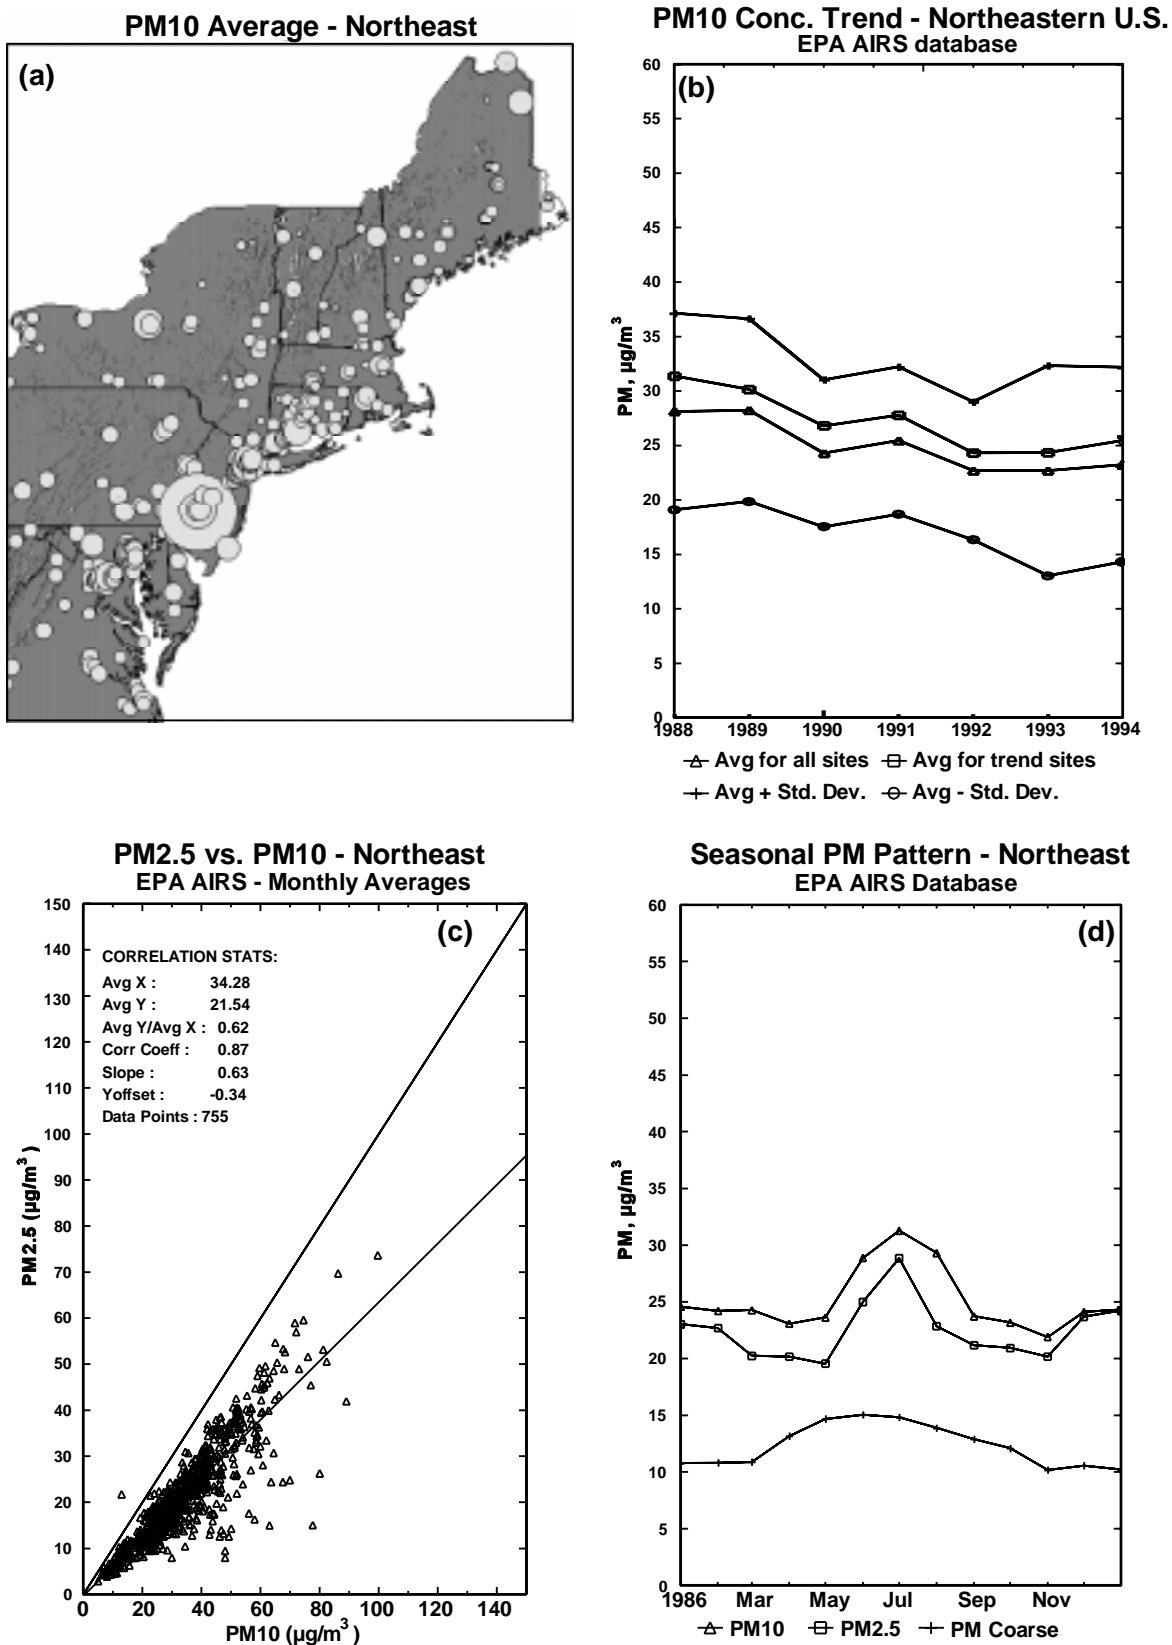 PM10 Average - Northeast
(a)
PM10 Conc. Trend - Northeastern U.S.
EPA AIRS database
(b)
60
55
50
45
40
35
30
25
20
15
10
5
0
PM, µg/m³
1988 1989 1990 1991 1992 1993 1994
Avg for all sites Avg for trend sites
Avg + Std. Dev. Avg - Std. Dev.
PM2.5 vs. PM10 - Northeast
EPA AIRS - Monthly Averages
(c)
CORRELATION STATS:
Avg X : 34.28
Avg Y : 21.54
Avg Y/Avg X : 0.62
Corr Coeff : 0.87
Slope : 0.63
Yoffset -0.34
Data Points : 755
150
140
130
120
110
100
90
80
70
60
50
40
30
20
10
0
PM2.5 (µg/m³)
0 20 40 60 80 100 120 140
PM10 (µg/m³)
Seasonal PM Pattern - Northeast
EPA AIRS Database
(d)
60
55
50
45
40
35
30
25
20
15
10
5
0
PM, µg/m³
1986 Mar May Jul Sep Nov
PM10 PM2.5 PM Coarse